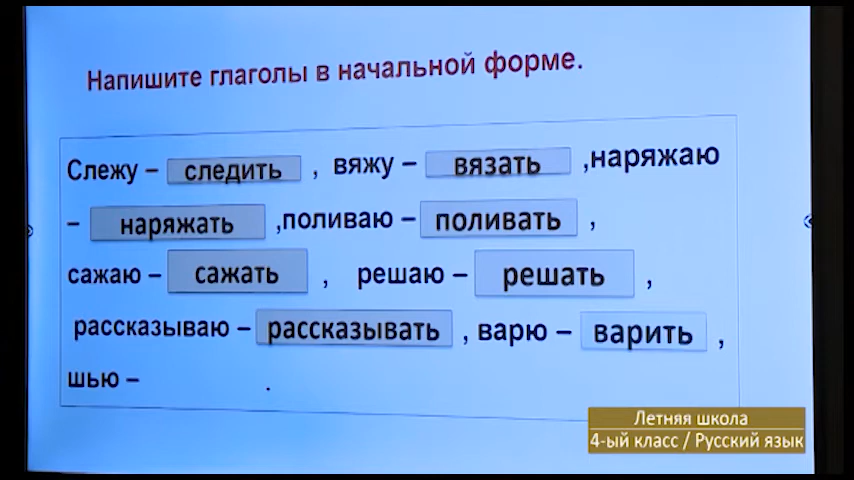 Напишите глаголы в начальной форме.
Слежу – следить , вяжу – вязать ,наряжаю
– наряжать ,поливаю – поливать ,
сажаю – сажать , решаю – решать ,
рассказываю – рассказывать , варю – варить ,
шью – .
Летняя школа
4-ый класс / Русский язык